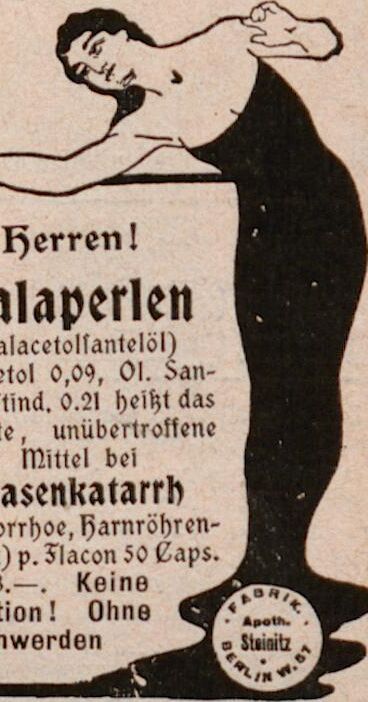 Herren!
alaperlen
alacetolsantelöl)
etol 0,09, Ol. San-
tind. 0.21 heißt das
te, unübertroffene
Mittel bei
asenkatarrh
orrhoe, Harnröhren-
) p. Flacon 50 Caps.
3.—. Keine
tion! Ohne
nwerden
FABRIK.
Apoth.
Steinitz
BERLIN W. 57